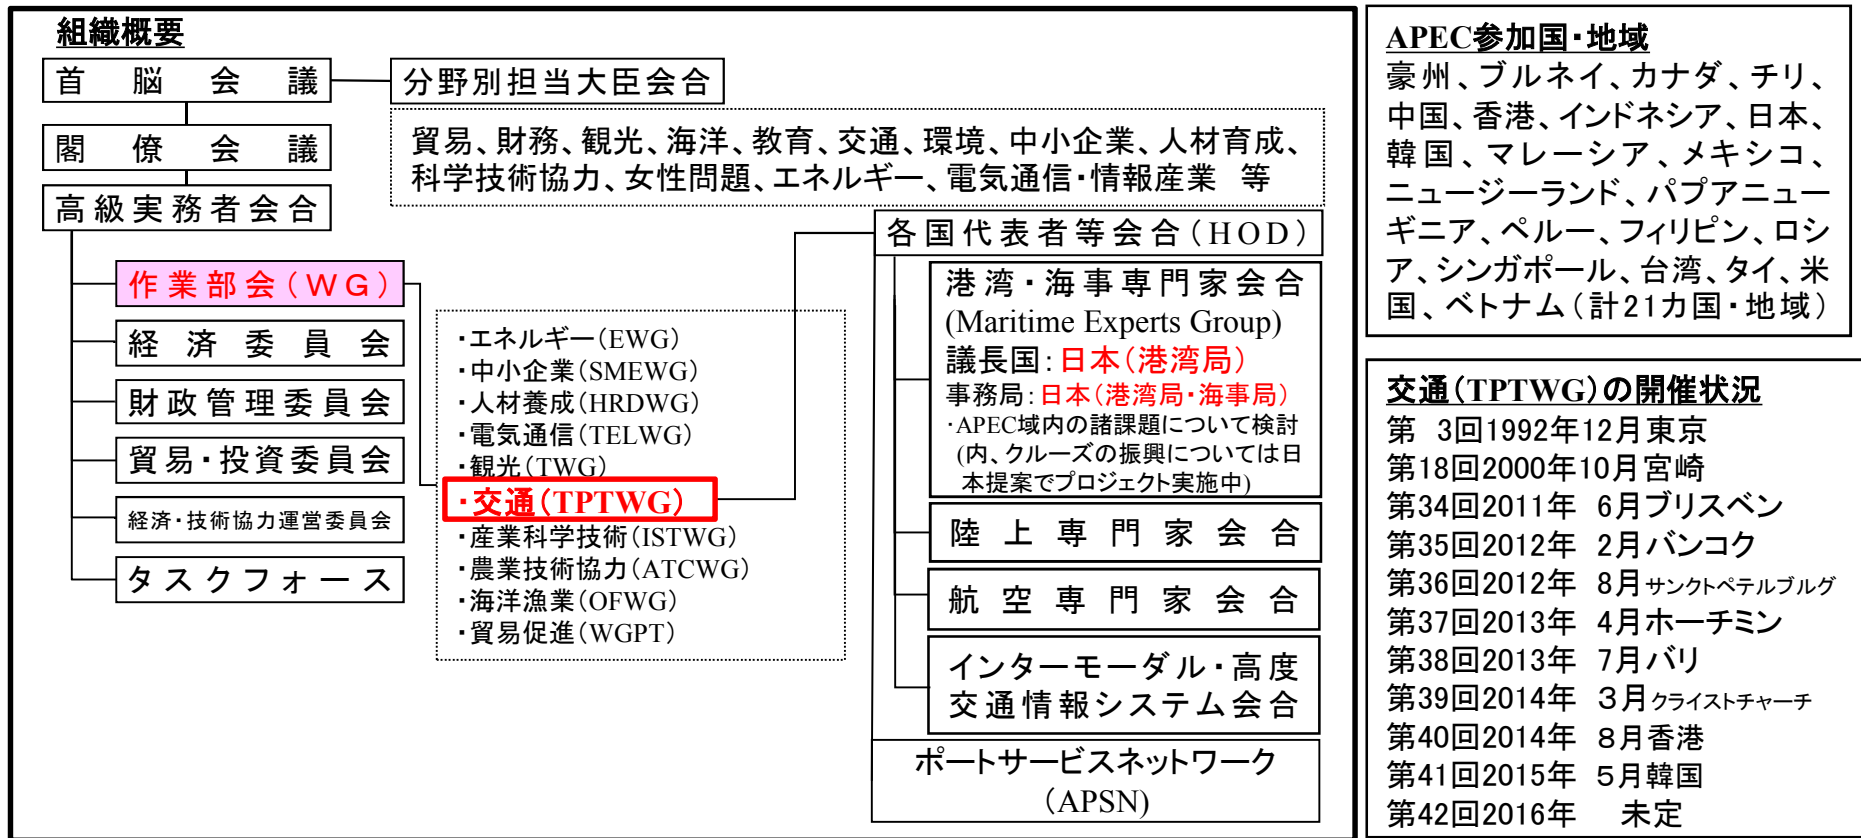 組織概要
首脳会議
分野別担当大臣会合
閣僚会議
貿易、財務、観光、海洋、教育、交通、環境、中小企業、人材育成、
科学技術協力、女性問題、エネルギー、電気通信・情報産業 等
高級実務者会合
作業部会(WG)
経済委員会
財政管理委員会
貿易・投資委員会
経済・技術協力運営委員会
タスクフォース
・エネルギー(EWG)
・中小企業(SMEWG)
・人材養成(HRDWG)
・電気通信(TELWG)
・観光(TWG)
・交通(TPTWG)
・産業科学技術(ISTWG)
・農業技術協力(ATCWG)
・海洋漁業(OFWG)
・貿易促進(WGPT)
各国代表者等会合(HOD)
港湾・海事専門家会合
(Maritime Experts Group)
議長国:日本(港湾局)
事務局:日本(港湾局・海事局)
・APEC域内の諸課題について検討
(内、クルーズの振興については日
本提案でプロジェクト実施中)
陸上専門家会合
航空専門家会合
インターモーダル・高度
交通情報システム会合
ポートサービスネットワーク
(APSN)
APEC参加国・地域
豪州、ブルネイ、カナダ、チリ、
中国、香港、インドネシア、日本、
韓国、マレーシア、メキシコ、
ニュージーランド、パプアニュー
ギニア、ペルー、フィリピン、ロシ
ア、シンガポール、台湾、タイ、米
国、ベトナム(計21カ国・地域)
交通(TPTWG)の開催状況
第 3回1992年12月東京
第18回2000年10月宮崎
第34回2011年 6月ブリスベン
第35回2012年 2月バンコク
第36回2012年 8月サンクトペテルブルグ
第37回2013年 4月ホーチミン
第38回2013年 7月バリ
第39回2014年 3月クライストチャーチ
第40回2014年 8月香港
第41回2015年 5月韓国
第42回2016年 未定